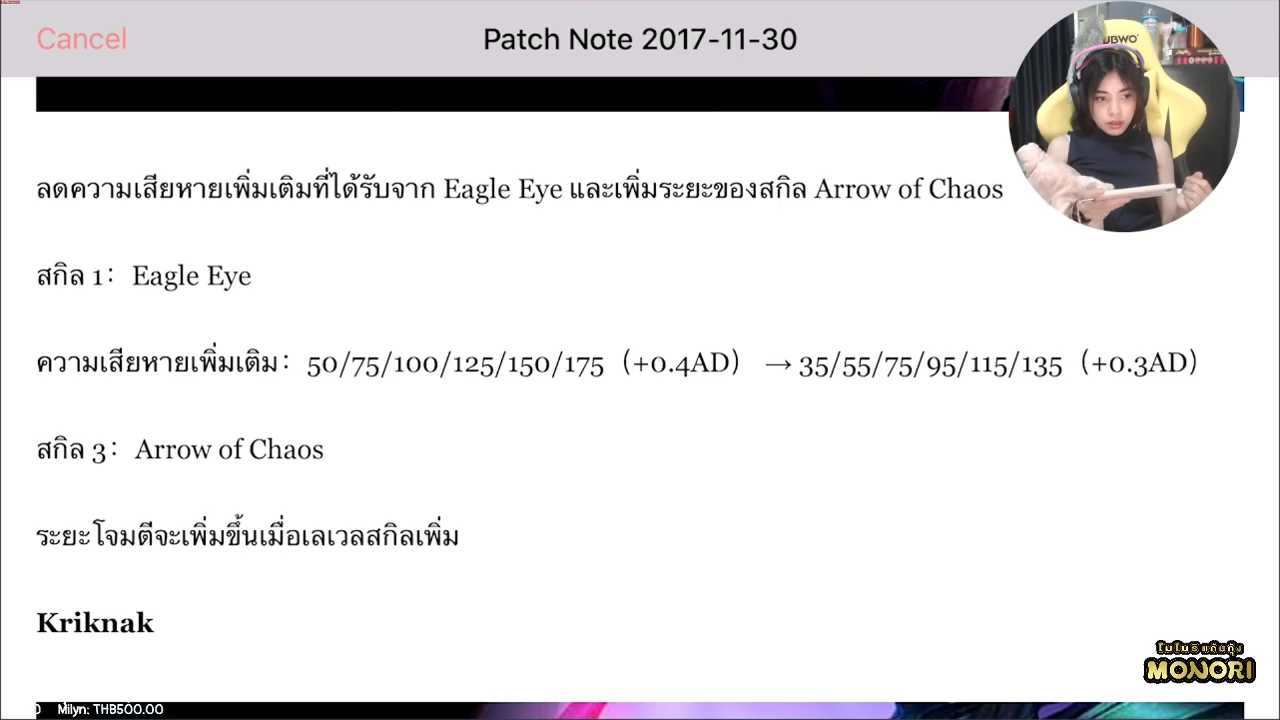 Cancel
Patch Note 2017-11-30
ลดความเสียหายเพิ่มเติมที่ได้รับจาก Eagle Eye และเพิ่มระยะของสกิล Arrow of Chaos
สกิล 1： Eagle Eye
ความเสียหายเพิ่มเติม： 50/75/100/125/150/175（+0.4AD） → 35/55/75/95/115/135（+0.3AD）
สกิล 3： Arrow of Chaos
ระยะโจมตีจะเพิ่มขึ้นเมื่อเลเวลสกิลเพิ่ม
Kriknak
MONORI
Milyn: THB500.00